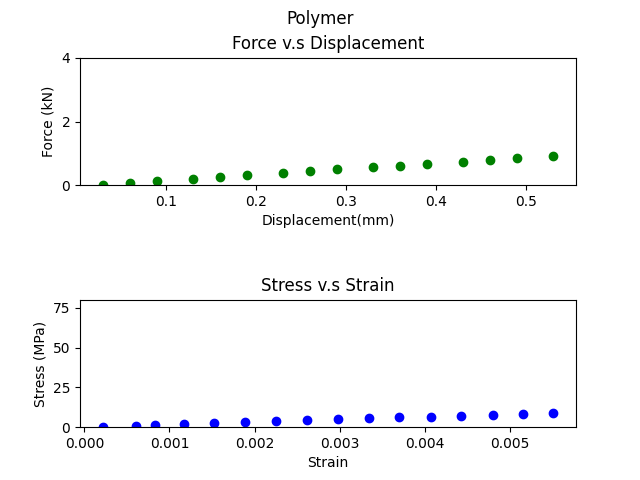 Polymer
Force v.s Displacement
4
2
0
Force (kN)
0.1 0.2 0.3 0.4 0.5
Displacement(mm)
Stress v.s Strain
75
50
25
0
Stress (MPa)
0.000 0.001 0.002 0.003 0.004 0.005
Strain